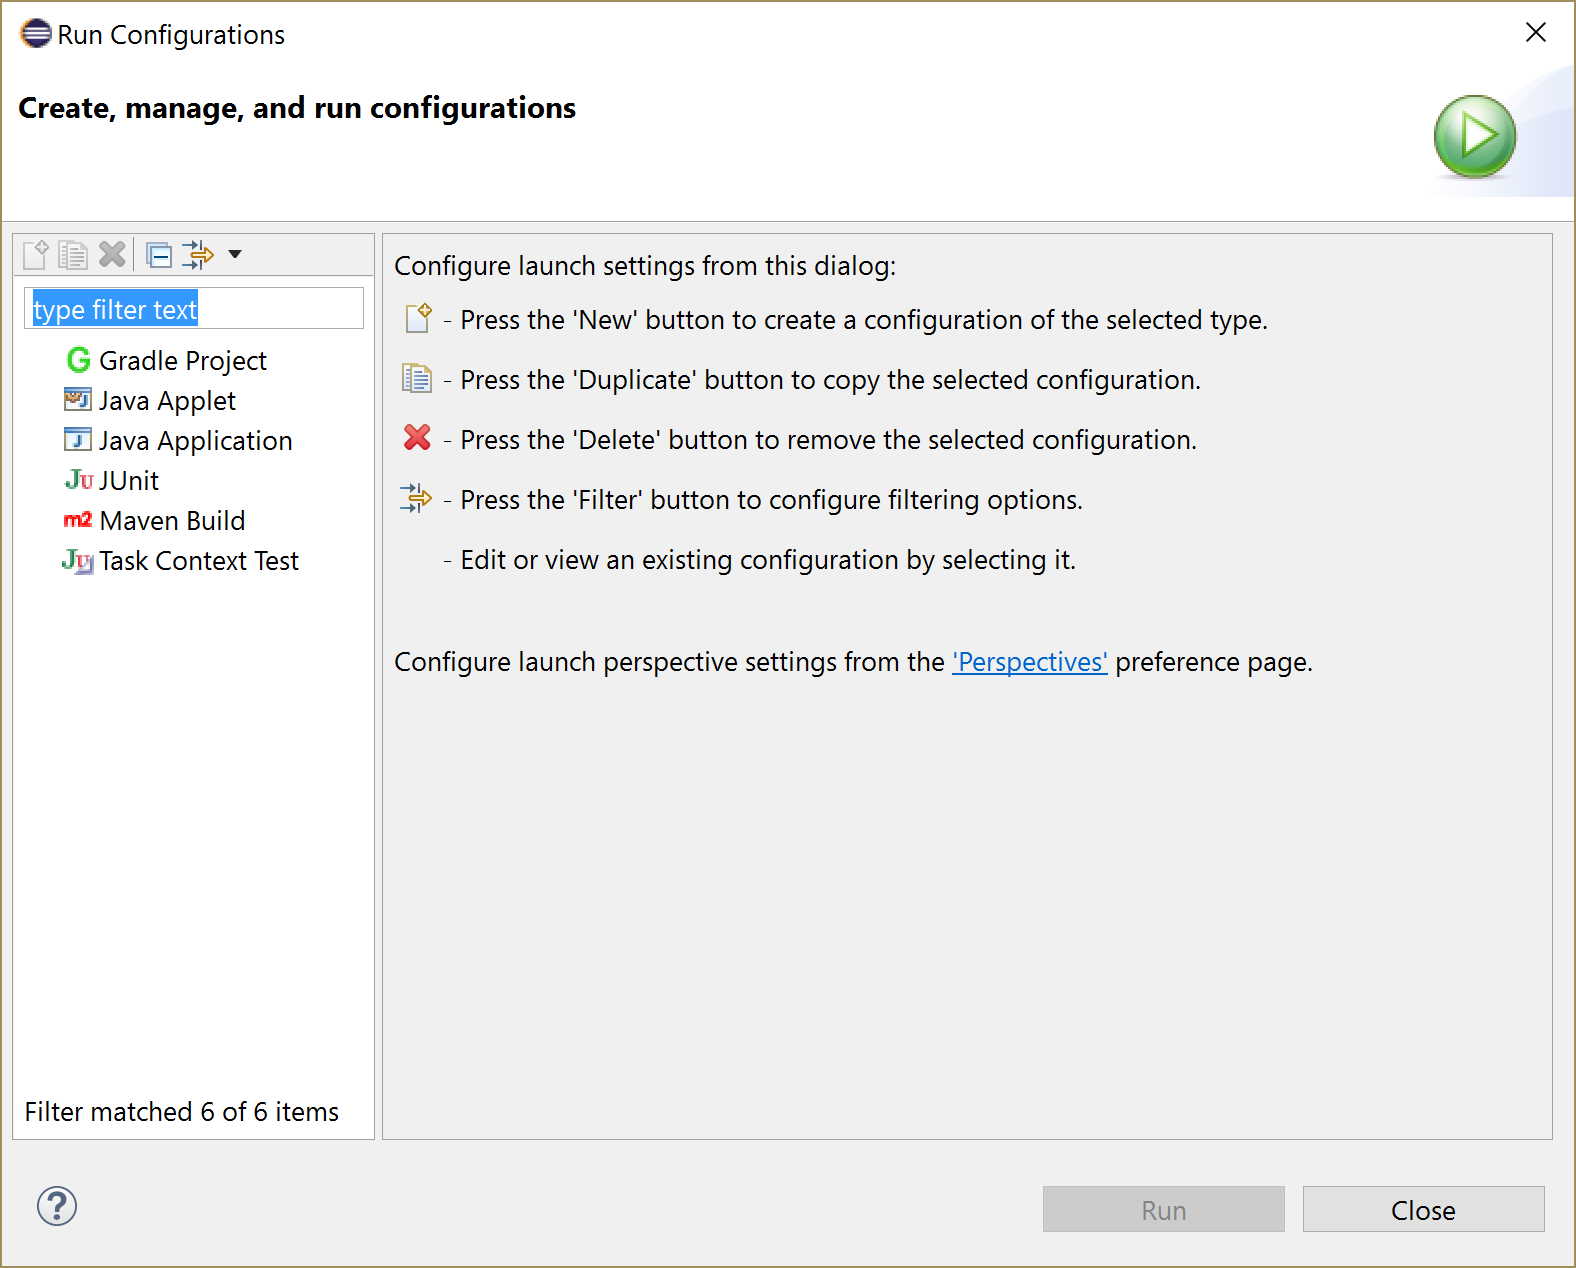 Run Configurations
Create, manage, and run configurations
type filter text
G Gradle Project
Java Applet
J Java Application
Ju JUnit
m2 Maven Build
Ju Task Context Test
Filter matched 6 of 6 items
Configure launch settings from this dialog:
- Press the 'New' button to create a configuration of the selected type.
- Press the 'Duplicate' button to copy the selected configuration.
- Press the 'Delete' button to remove the selected configuration.
- Press the 'Filter' button to configure filtering options.
- Edit or view an existing configuration by selecting it.
Configure launch perspective settings from the 'Perspectives' preference page.
?
Run
Close